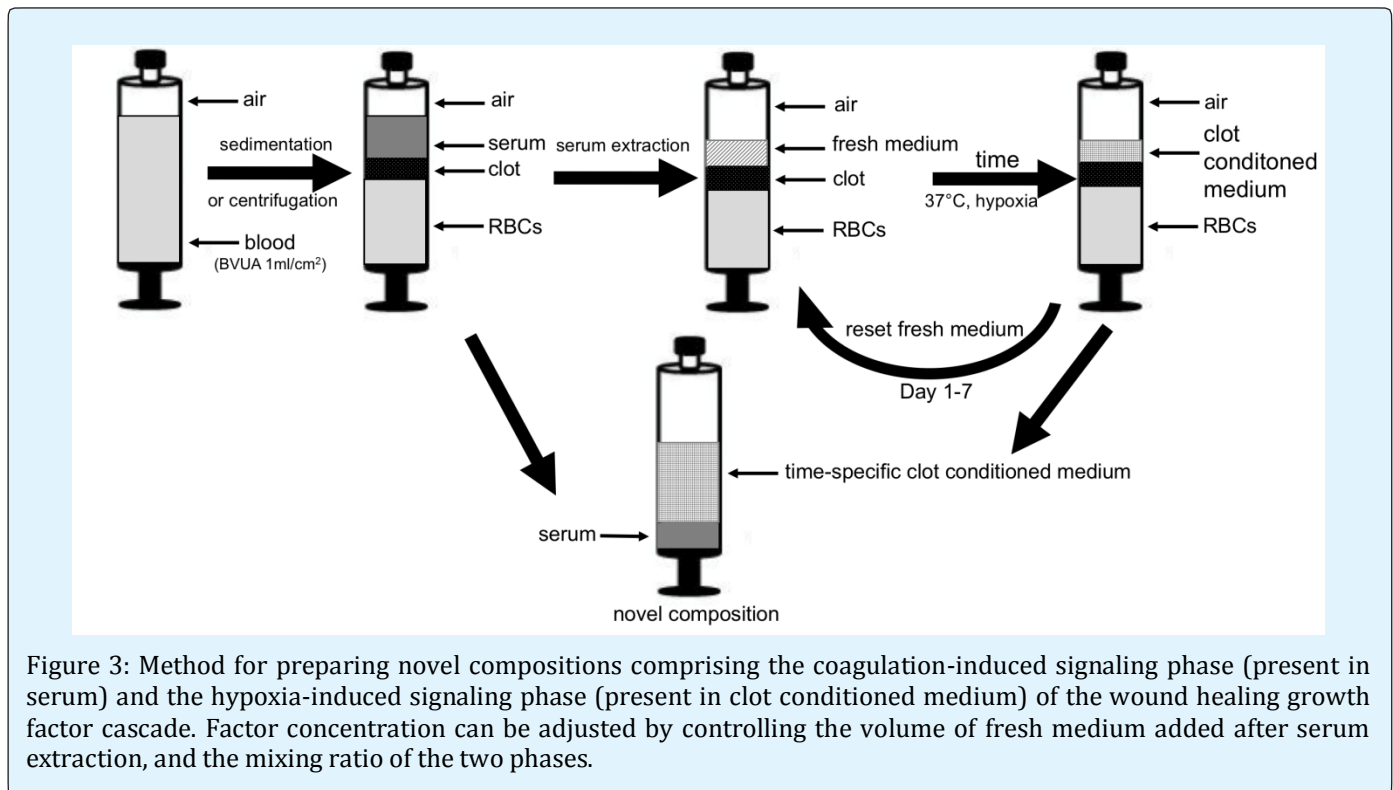 air
sedimentation
or centrifugation
blood
(BVUA 1ml/cm²)
air
serum
clot
RBCs
serum extraction
air
fresh medium
clot
RBCs
time
37°C, hypoxia
air
clot
conditoned
medium
RBCs
reset fresh medium
Day 1-7
time-specific clot conditioned medium
serum
novel composition
Figure 3: Method for preparing novel compositions comprising the coagulation-induced signaling phase (present in
serum) and the hypoxia-induced signaling phase (present in clot conditioned medium) of the wound healing growth
factor cascade. Factor concentration can be adjusted by controlling the volume of fresh medium added after serum
extraction, and the mixing ratio of the two phases.